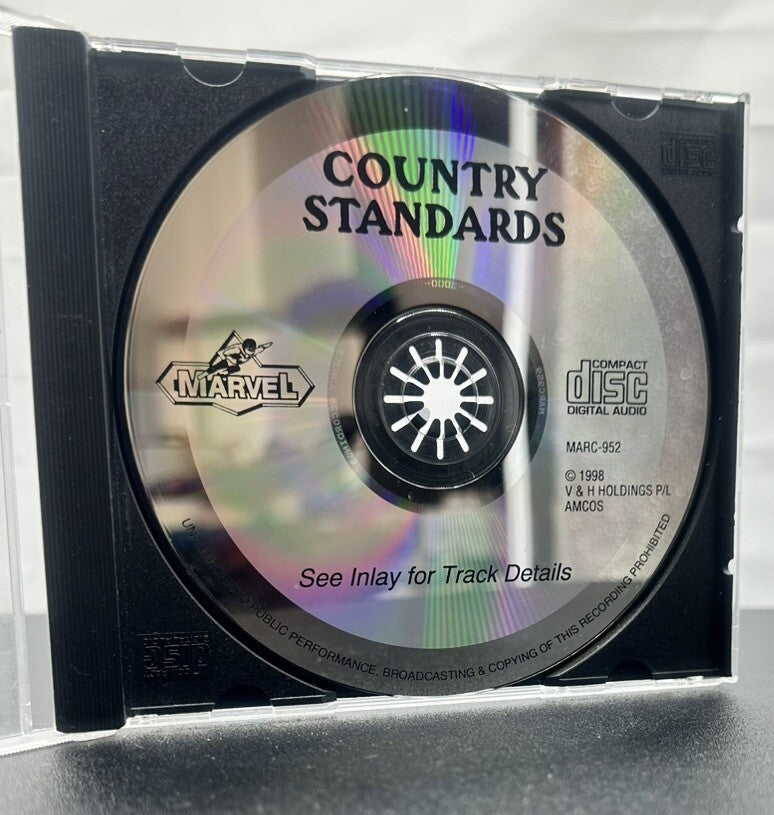 COUNTRY
STANDARDS
MARVEL
COMPACT
disc
DIGITAL AUDIO
MARC-952
© 1998
V & H HOLDINGS P/L
AMCOS
See Inlay for Track Details
PUBLIC PERFORMANCE, BROADCASTING & COPYING OF THIS RECORDING PROHIBITED
disc